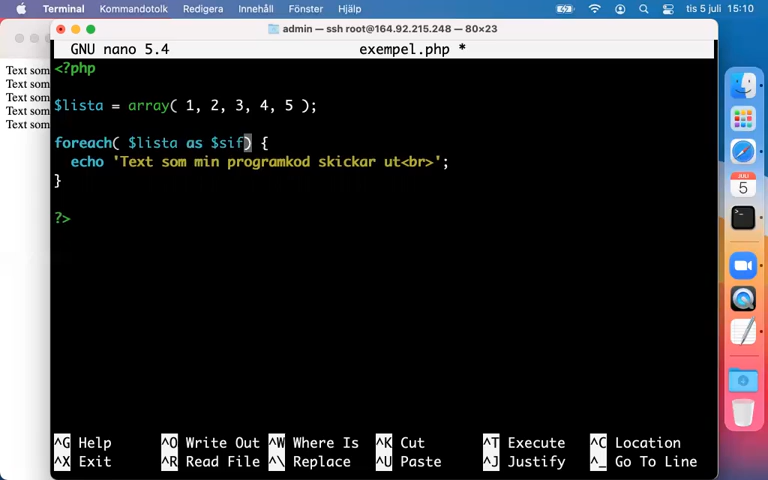 Terminal Kommandotolk Redigera Innehåll Fönster Hjälp tis 5 juli 15:10
admin — ssh root@164.92.215.248 — 80×23
GNU nano 5.4 exempel.php *
<?php
$lista = array( 1, 2, 3, 4, 5 );
foreach( $lista as $sif) {
echo 'Text som min programkod skickar ut<br>';
}
?>
Text som
Text som
Text som
Text som
Text som
JULI
5
^G Help ^O Write Out ^W Where Is ^K Cut ^T Execute ^C Location
^X Exit ^R Read File ^\ Replace ^U Paste ^J Justify ^_ Go To Line